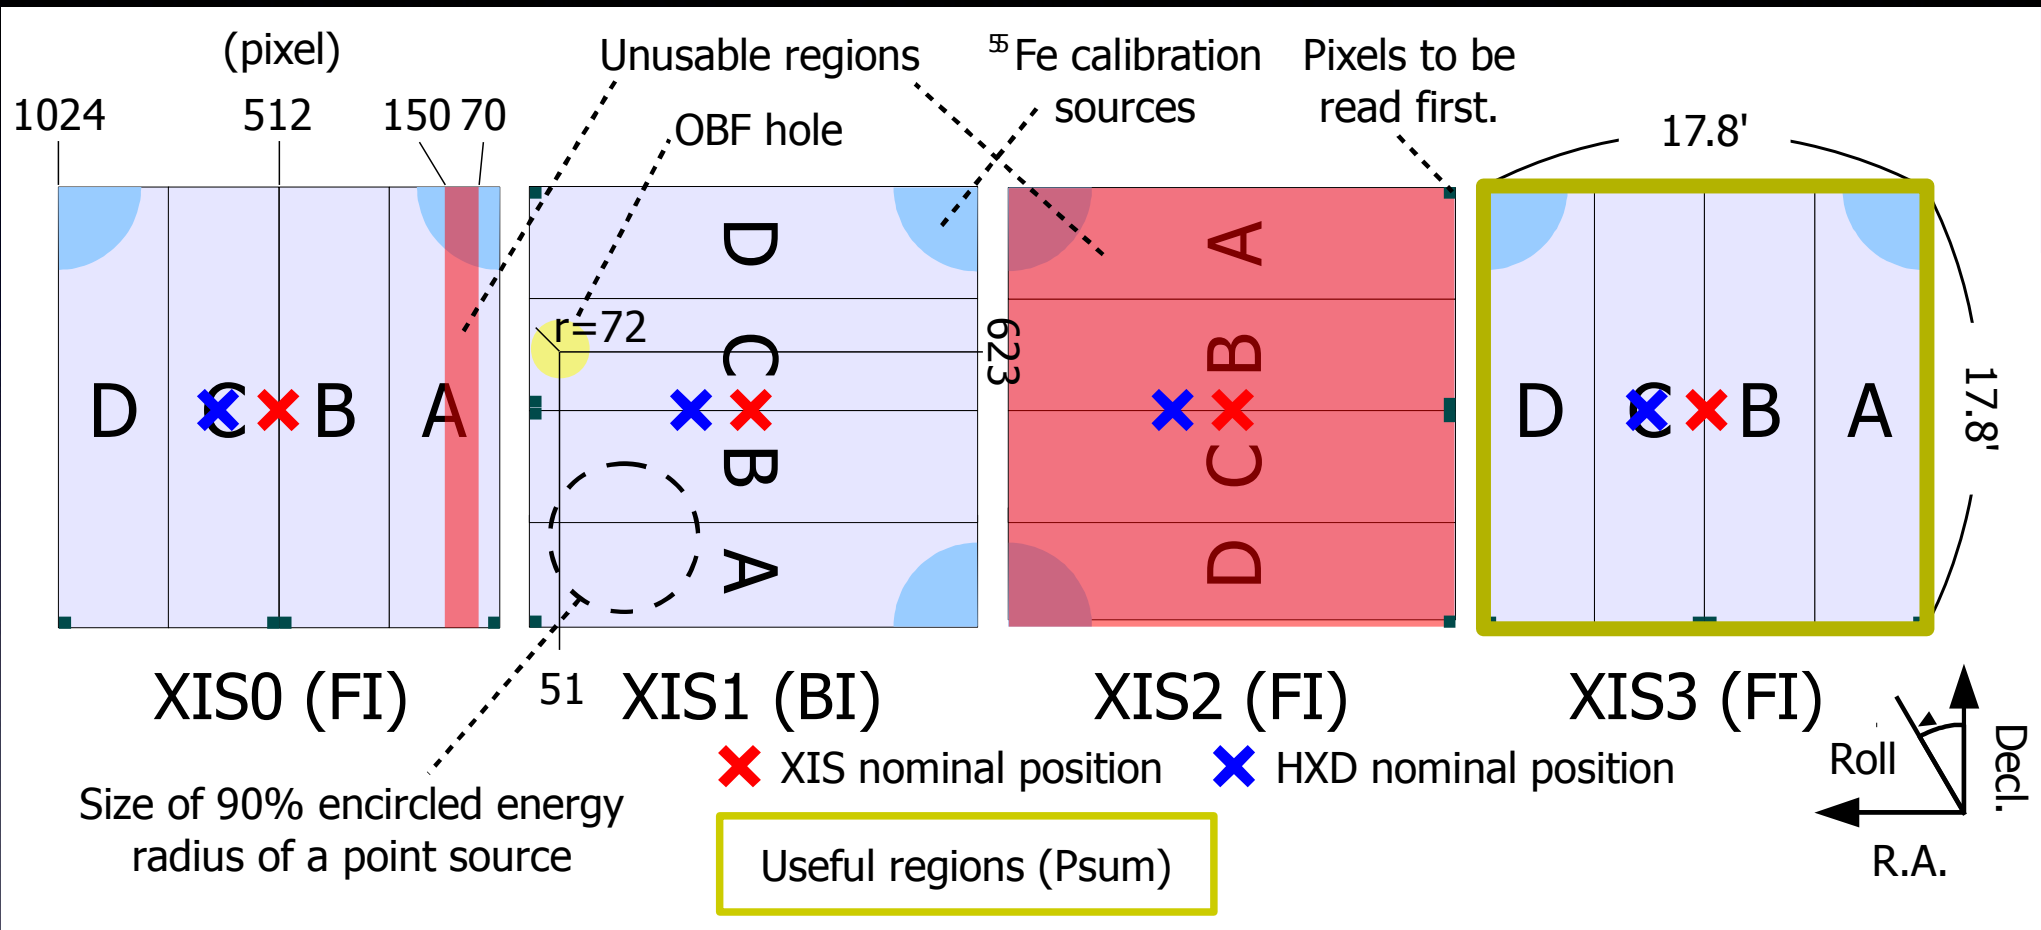 (pixel)
1024
512
150 70
Unusable regions
OBF hole
55Fe calibration
sources
Pixels to be
read first.
17.8'
17.8'
D C B A
r=72
623
D
C
B
A
51
A
B
C
D
D C B A
XIS0 (FI)
XIS1 (BI)
XIS2 (FI)
XIS3 (FI)
XIS nominal position
HXD nominal position
Size of 90% encircled energy
radius of a point source
Useful regions (Psum)
Roll
Decl.
R.A.